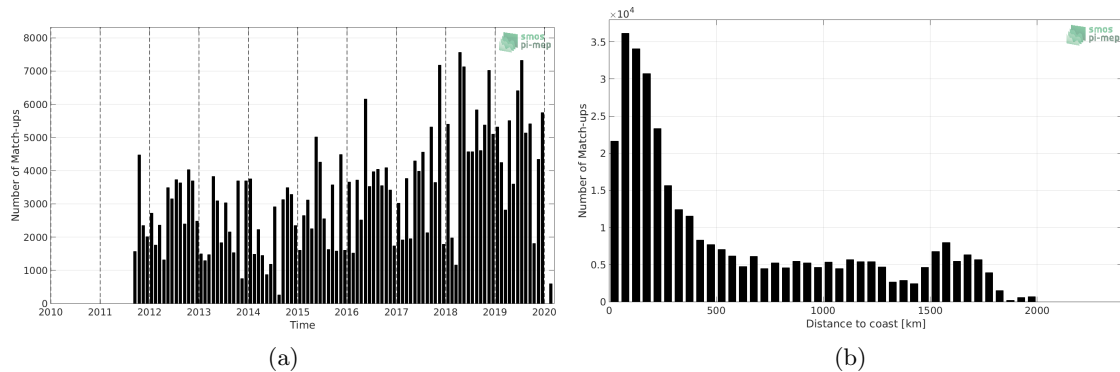 smos
pi-mep
8000
7000
6000
5000
4000
3000
2000
1000
0
Number of Match-ups
2010 2011 2012 2013 2014 2015 2016 2017 2018 2019 2020
Time
(a)
×10⁴
smos
pi-mep
3.5
3
2.5
2
1.5
1
0.5
0
Number of Match-ups
0 500 1000 1500 2000
Distance to coast [km]
(b)